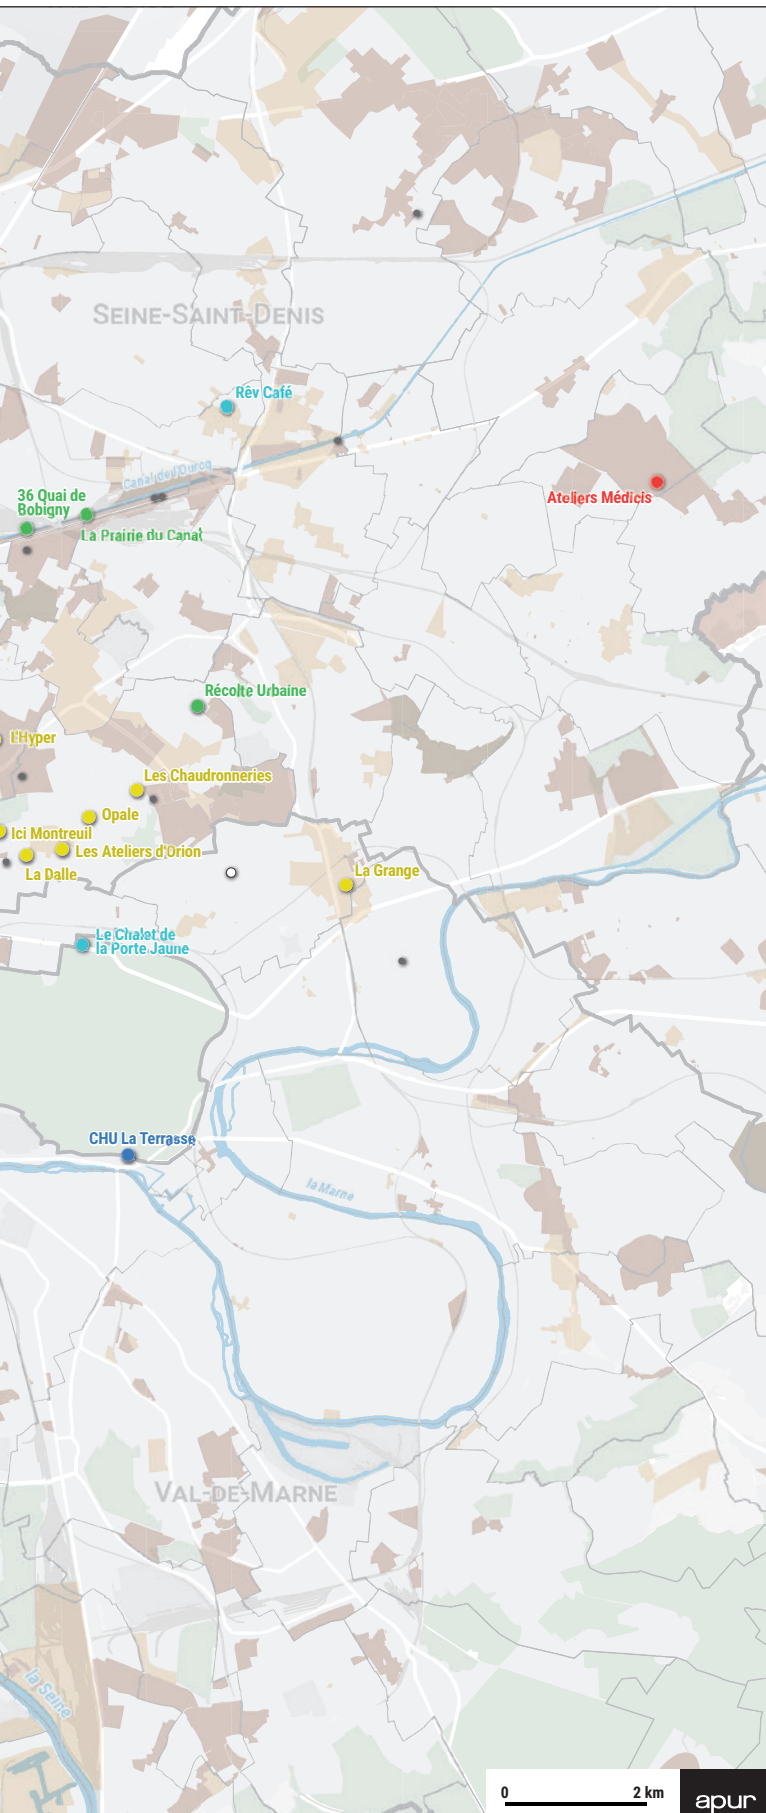 SEINE-SAINT-DENIS
Rêv Café
Canal de l'Ourcq
36 Quai de
Bobigny
Ateliers Médicis
La Prairie du Canal
Récolte Urbaine
l'Hyper
Les Chaudronneries
Opale
Ici Montreuil
Les Ateliers d'Orion
La Dalle
La Grange
Le Chalet de
la Porte Jaune
CHU La Terrasse
la Marne
VAL-DE-MARNE
la Seine
0 2 km
apur